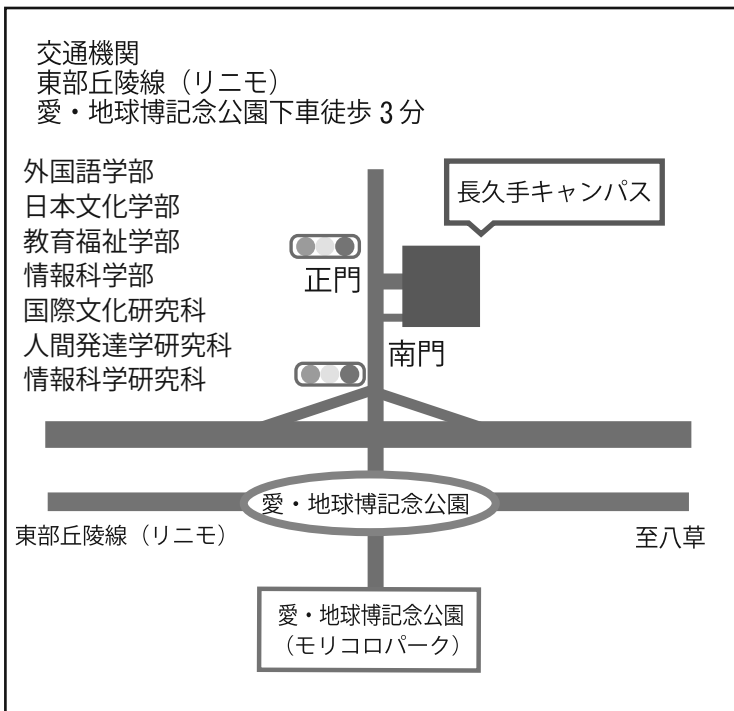 交通機関
東部丘陵線（リニモ）
愛・地球博記念公園下車徒歩 3 分
外国語学部
日本文化学部
教育福祉学部
情報科学部
国際文化研究科
人間発達学研究科
情報科学研究科
長久手キャンパス
正門
南門
愛・地球博記念公園
東部丘陵線（リニモ）
至八草
愛・地球博記念公園
（モリコロパーク）